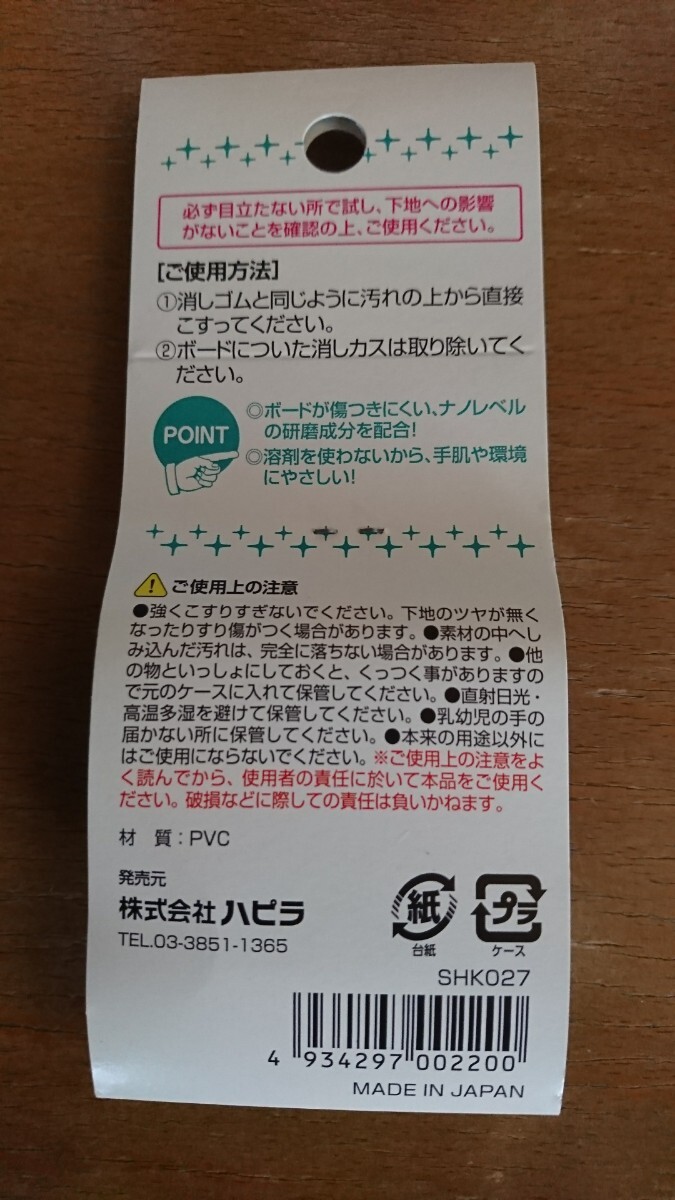 必ず目立たない所で試し、下地への影響
がないことを確認の上、ご使用ください。
[ご使用方法]
①消しゴムと同じように汚れの上から直接
こすってください。
②ボードについた消しカスは取り除いてく
ださい。
POINT
◎ボードが傷つきにくい、ナノレベル
の研磨成分を配合!
◎溶剤を使わないから、手肌や環境
にやさしい!
ご使用上の注意
●強くこすりすぎないでください。下地のツヤが無く
なったりすり傷がつく場合があります。●素材の中へし
み込んだ汚れは、完全に落ちない場合があります。●他
の物といっしょにしておくと、くっつく事がありますの
で元のケースに入れて保管してください。●直射日光・
高温多湿を避けて保管してください。●乳幼児の手の
届かない所に保管してください。●本来の用途以外に
はご使用にならないでください。※ご使用上の注意をよ
く読んでから、使用者の責任に於いて本品をご使用く
ださい。破損などに際しての責任は負いかねます。
材 質:PVC
発売元
株式会社 ハピラ
TEL.03-3851-1365
紙
台紙
プラ
ケース
SHK027
4 934297 002200
MADE IN JAPAN